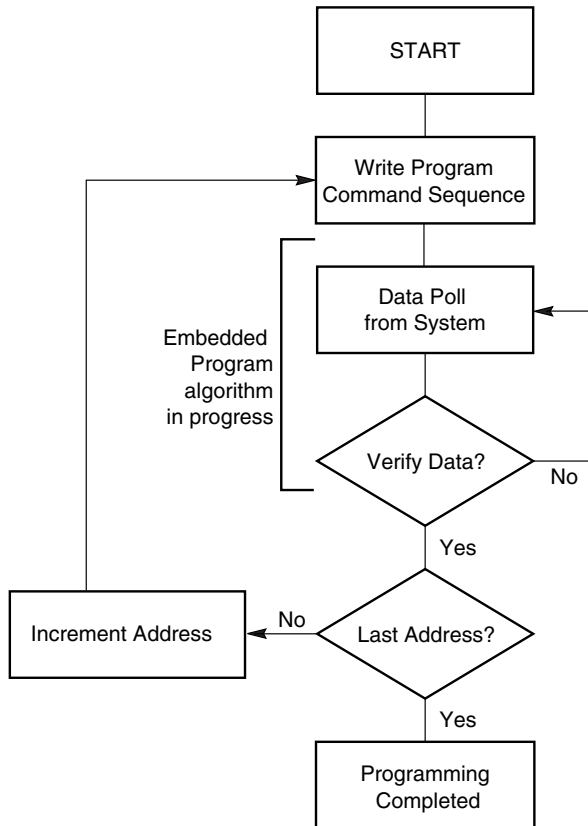 START
Write Program
Command Sequence
Data Poll
from System
Embedded
Program
algorithm
in progress
Verify Data?
No
Yes
Increment Address
No
Last Address?
Yes
Programming
Completed